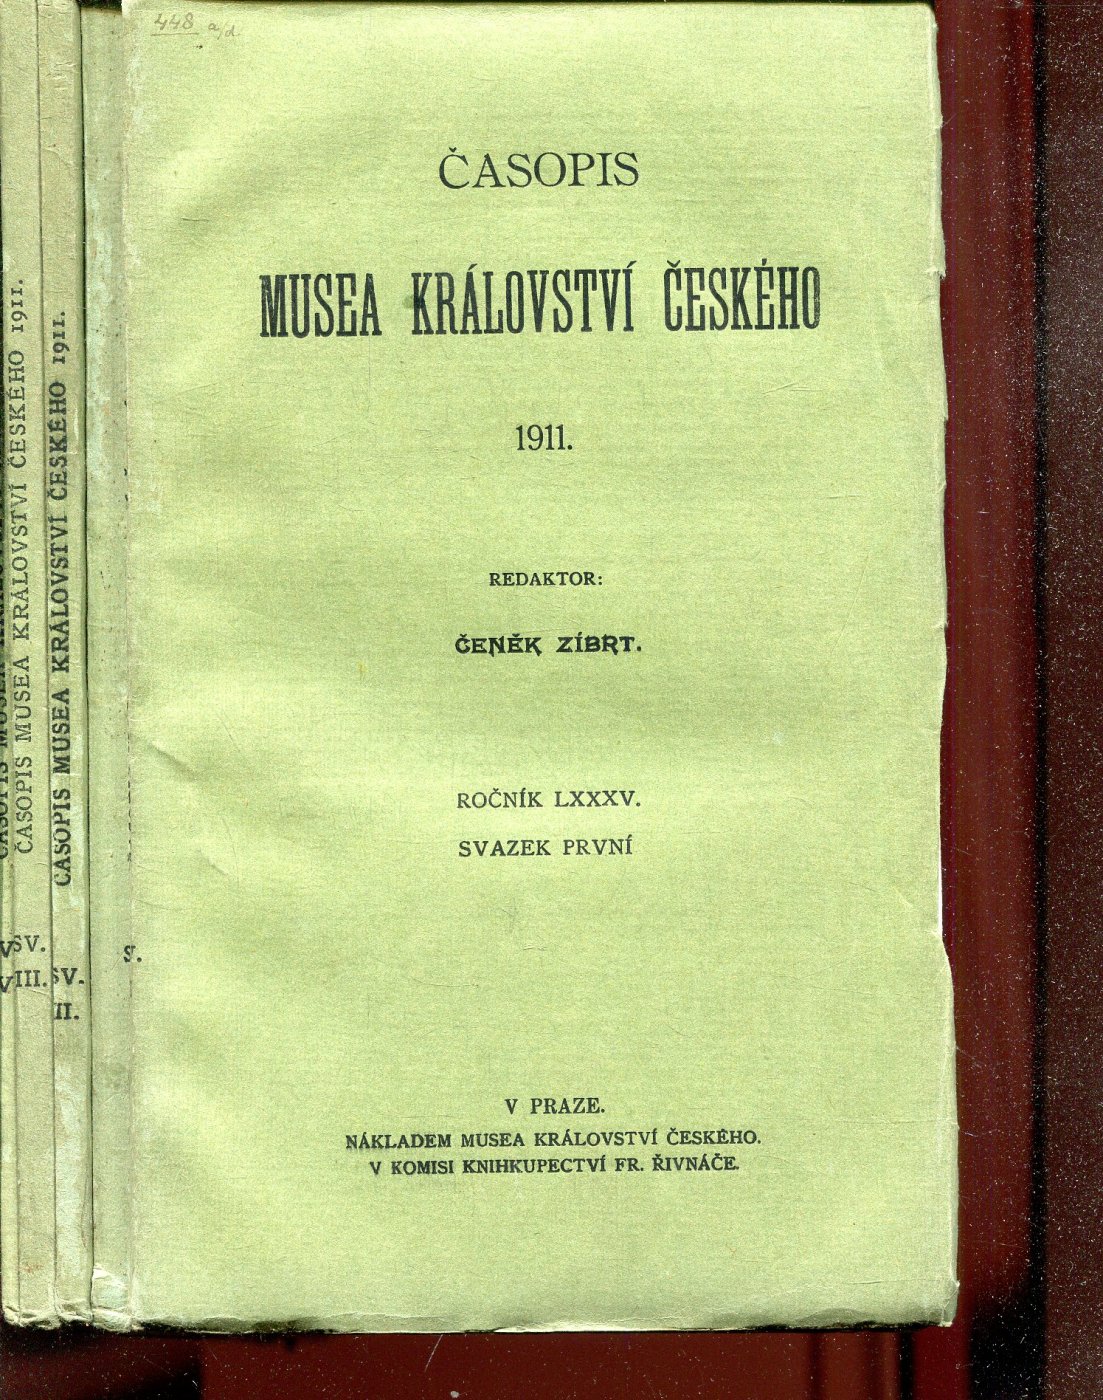 448 a/d
ČASOPIS
MUSEA KRÁLOVSTVÍ ČESKÉHO
1911.
REDAKTOR:
ČENĚK ZÍBRT.
ROČNÍK LXXXV.
SVAZEK PRVNÍ
V PRAZE.
NÁKLADEM MUSEA KRÁLOVSTVÍ ČESKÉHO.
V KOMISI KNIHKUPECTVÍ FR. ŘIVNÁČE.
ČASOPIS MUSEA KRÁLOVSTVÍ ČESKÉHO 1911.
SV.
III.
ČASOPIS MUSEA KRÁLOVSTVÍ ČESKÉHO 1911.
SV.
II.